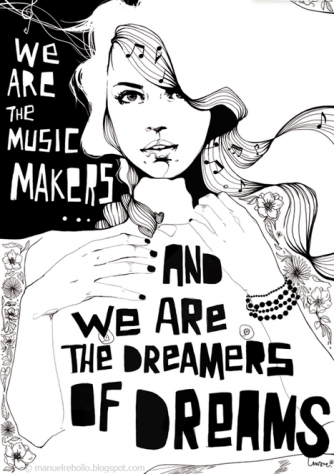 WE
ARE
THE
MUSIC
MAKERS
...
AND
WE ARE
THE DREAMERS
OF DREAMS
© manuelrebollo.blogspot.com